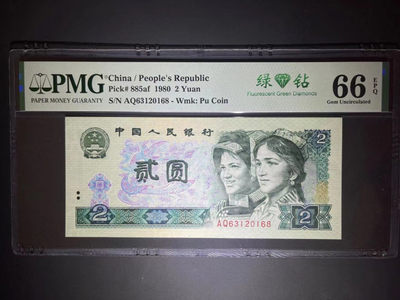 PMG
PAPER MONEY GUARANTY
China / People's Republic
Pick# 885af 1980 2 Yuan
S/N AQ63120168 - Wmk: Pu Coin
绿 钻
Fluorescent Green Diamonds
66 EPQ
Gem Uncirculated
中国人民银行
2
贰圆
AQ63120168
2
2